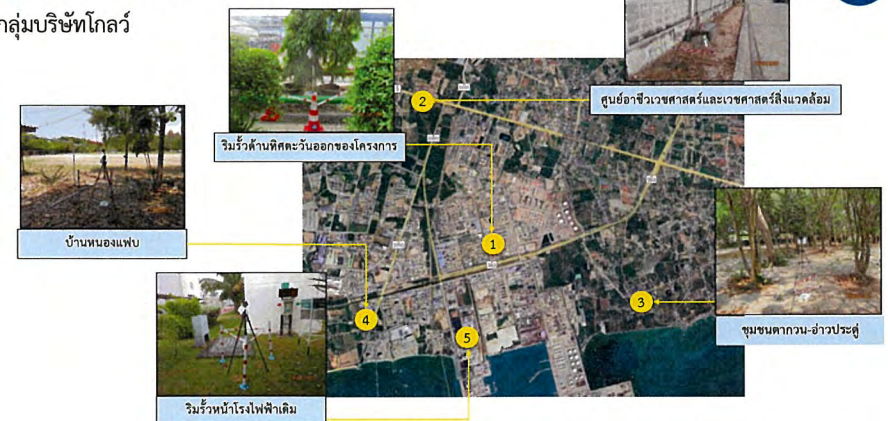 กลุ่มบริษัทโกลว์
ศูนย์อาชีวเวชศาสตร์และเวชศาสตร์สิ่งแวดล้อม
2
ริมรั้วด้านทิศตะวันออกของโครงการ
บ้านหนองแฟบ
1
3
ชุมชนตากวน-อ่าวประดู่
4
5
ริมรั้วหน้าโรงไฟฟ้าเดิม